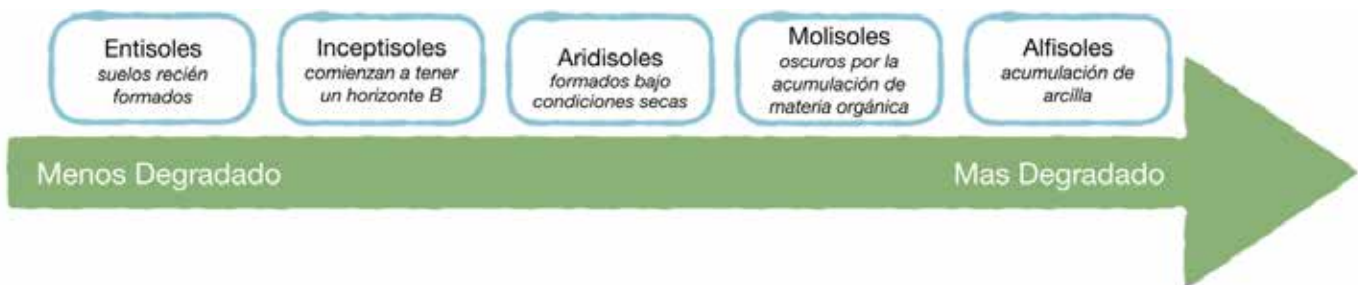 Entisoles
suelos recién
formados
Inceptisoles
comienzan a tener
un horizonte B
Aridisoles
formados bajo
condiciones secas
Molisoles
oscuros por la
acumulación de
materia orgánica
Alfisoles
acumulación de
arcilla
Menos Degradado
Mas Degradado